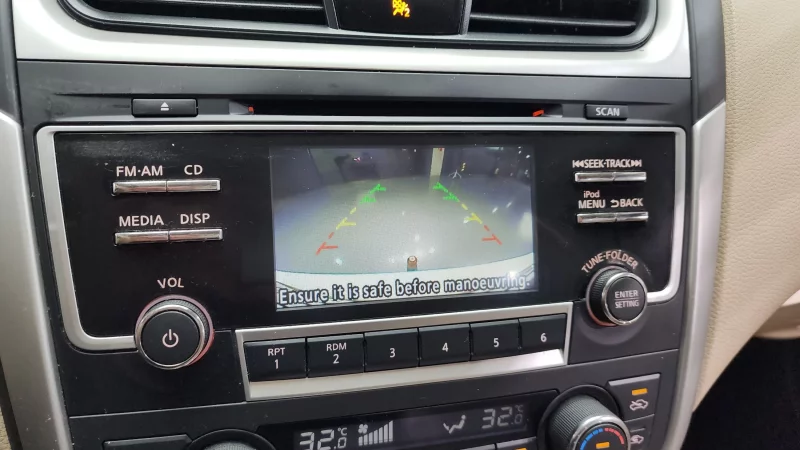 2
SCAN
FM·AM CD
SEEK·TRACK
iPod
MENU BACK
MEDIA DISP
TUNE·FOLDER
VOL
ENTER
SETTING
Ensure it is safe before manoeuvring.
RPT
1
RDM
2
3
4
5
6
32.0°C
32.0°C